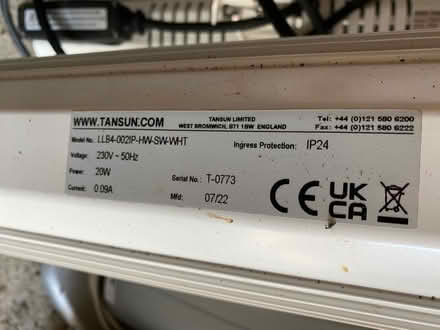 WWW.TANSUN.COM
TANSUN LIMITED
WEST BROMWICH, B71 1BW ENGLAND
Tel: +44 (0)121 580 6200
Fax: +44 (0)121 580 6222
Model No. LLB4-002IP-HW-SW-WHT
Voltage: 230V ~ 50Hz
Power: 20W
Current: 0.09A
Serial No.: T-0773
Mfd: 07/22
Ingress Protection: IP24
CE
UK
CA